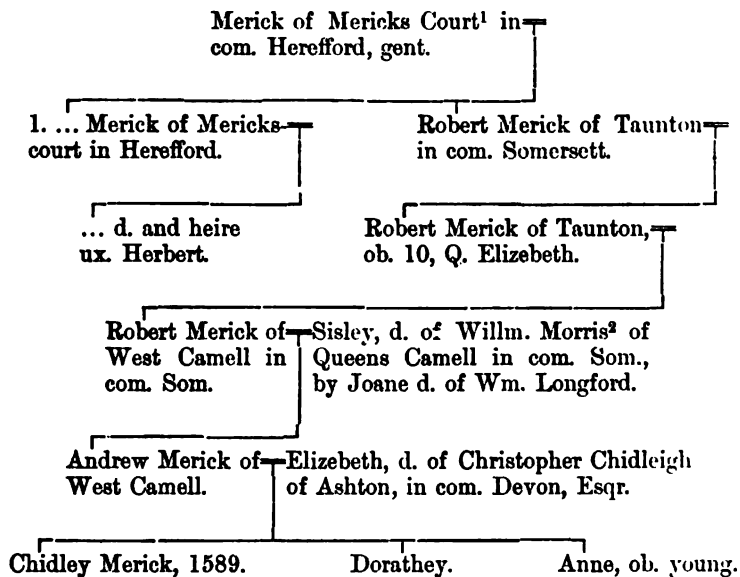 Merick of Mericks Court¹ in
com. Herefford, gent.
1. ... Merick of Mericks-
court in Herefford.
Robert Merick of Taunton
in com. Somersett.
... d. and heire
ux. Herbert.
Robert Merick of Taunton,
ob. 10, Q. Elizebeth.
Robert Merick of
West Camell in
com. Som.
Sisley, d. of Willm. Morris² of
Queens Camell in com. Som.,
by Joane d. of Wm. Longford.
Andrew Merick of
West Camell.
Elizebeth, d. of Christopher Chidleigh
of Ashton, in com. Devon, Esqr.
Chidley Merick, 1589.
Dorathey.
Anne, ob. young.